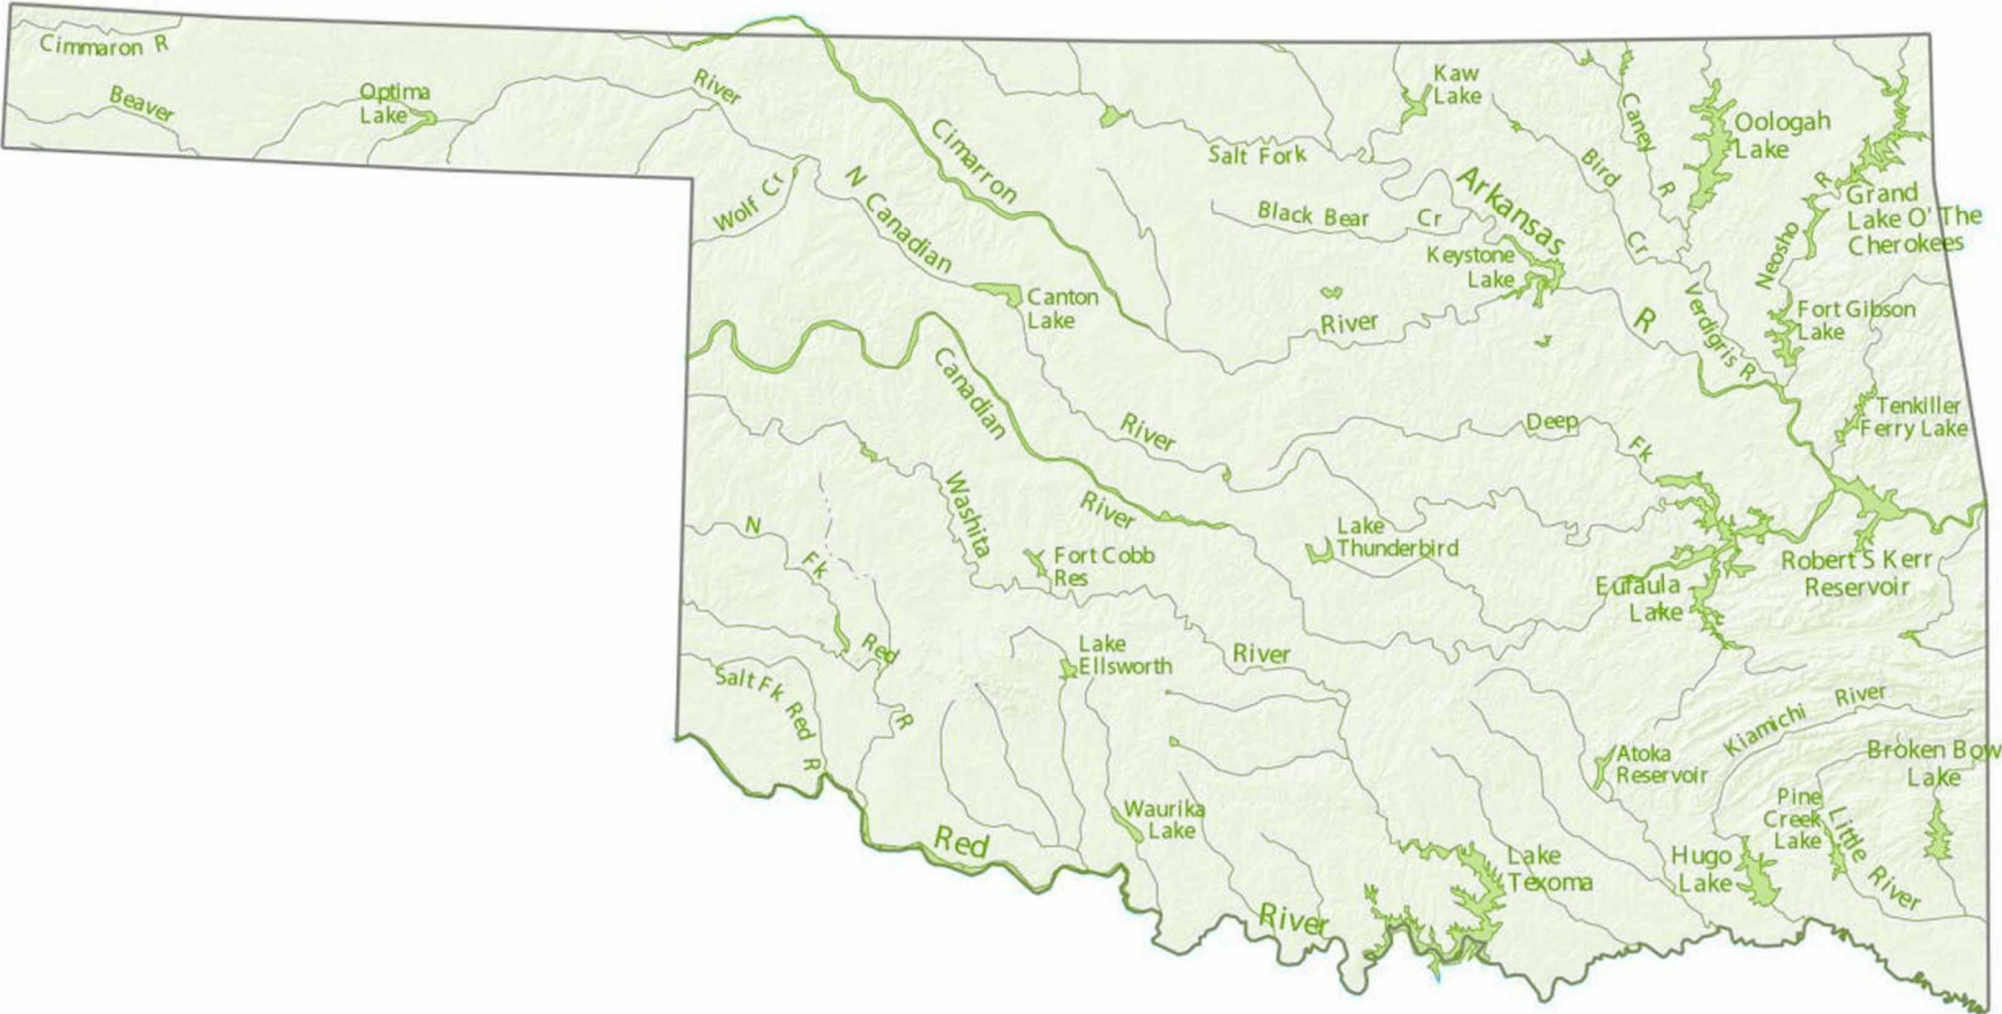 Cimmaron R
Beaver
Optima
Lake
River
Wolf Cr
N Canadian
Cimarron
Salt Fork
Kaw
Lake
Caney R
Oologah
Lake
Bird Cr
Arkansas
R
Black Bear Cr
Keystone
Lake
Neosho R
Grand
Lake O' The
Cherokees
Canton
Lake
River
Verdigris R
Fort Gibson
Lake
Canadian
River
River
Deep Fk
Tenkiller
Ferry Lake
Washita
River
N Fk Red R
Fort Cobb
Res
Lake
Thunderbird
Eufaula
Lake
Robert S Kerr
Reservoir
Salt Fk Red R
Lake
Ellsworth
Kiamichi River
Atoka
Reservoir
Broken Bow
Lake
Pine
Creek
Lake
Little River
Waurika
Lake
Red
River
Lake
Texoma
Hugo
Lake